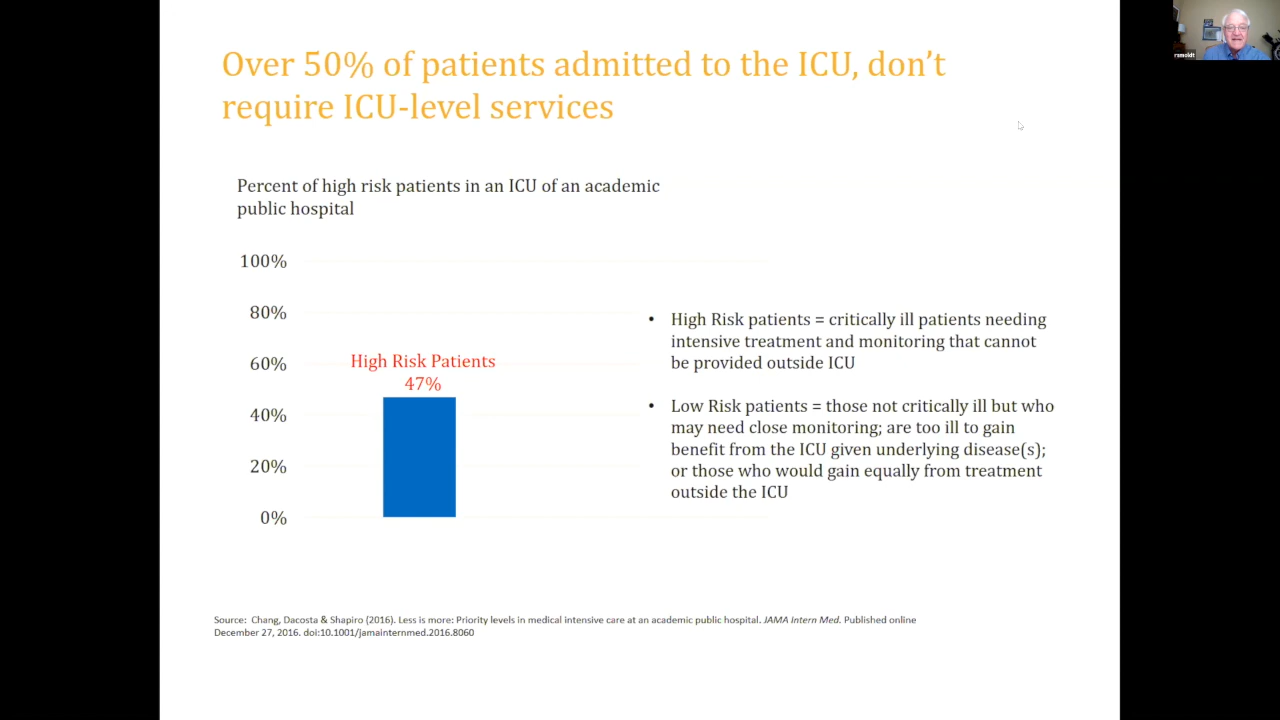 Over 50% of patients admitted to the ICU, don't
require ICU-level services
ramoldt
Percent of high risk patients in an ICU of an academic
public hospital
100%
80%
60%
40%
20%
0%
High Risk Patients
47%
• High Risk patients = critically ill patients needing
intensive treatment and monitoring that cannot
be provided outside ICU
• Low Risk patients = those not critically ill but who
may need close monitoring; are too ill to gain
benefit from the ICU given underlying disease(s);
or those who would gain equally from treatment
outside the ICU
Source: Chang, Dacosta & Shapiro (2016). Less is more: Priority levels in medical intensive care at an academic public hospital. JAMA Intern Med. Published online
December 27, 2016. doi:10.1001/jamainternmed.2016.8060